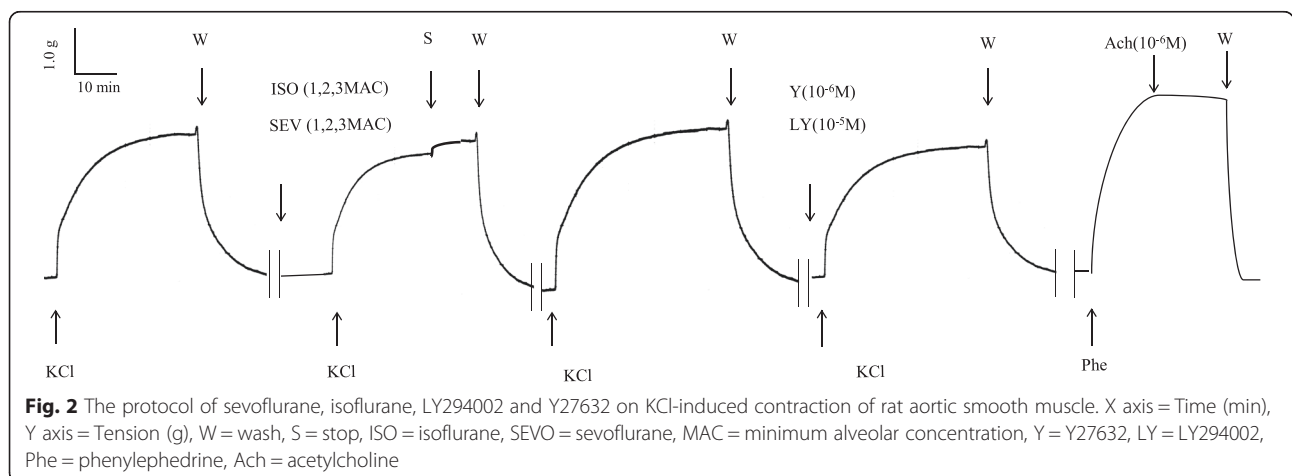 1.0 g
10 min
W
S
W
W
W
Ach(10⁻⁶M)
W
ISO (1,2,3MAC)
SEV (1,2,3MAC)
Y(10⁻⁶M)
LY(10⁻⁵M)
KCl
KCl
KCl
KCl
Phe
Fig. 2 The protocol of sevoflurane, isoflurane, LY294002 and Y27632 on KCl-induced contraction of rat aortic smooth muscle. X axis = Time (min),
Y axis = Tension (g), W = wash, S = stop, ISO = isoflurane, SEVO = sevoflurane, MAC = minimum alveolar concentration, Y = Y27632, LY = LY294002,
Phe = phenylephedrine, Ach = acetylcholine